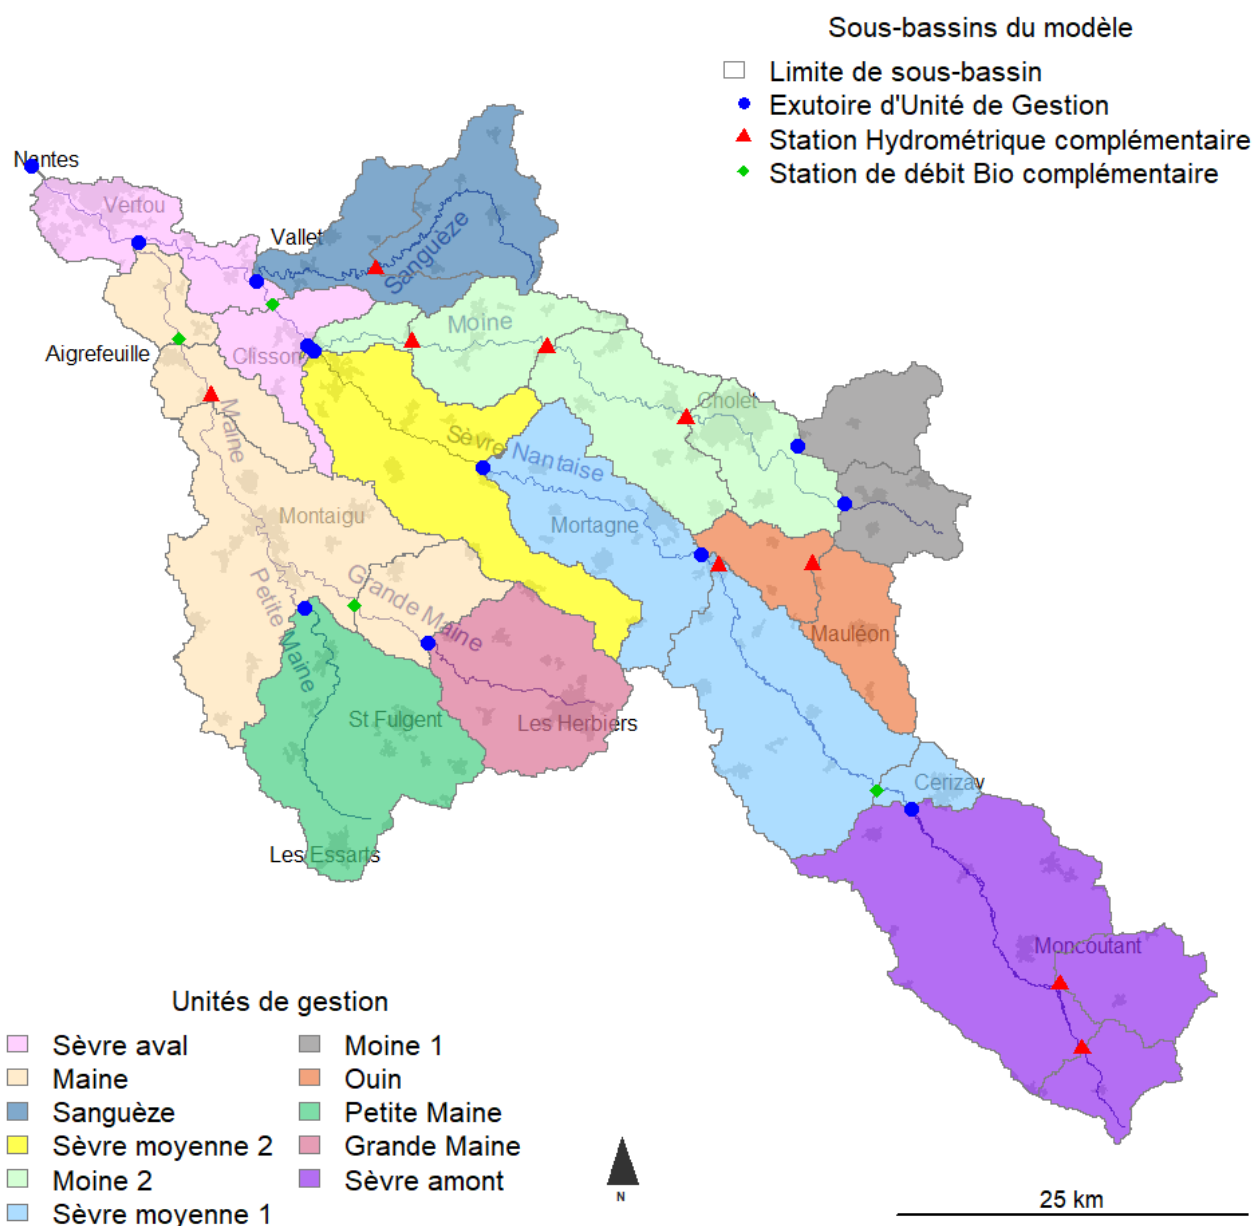 Sous-bassins du modèle
Limite de sous-bassin
Exutoire d'Unité de Gestion
Station Hydrométrique complémentaire
Station de débit Bio complémentaire
Nantes
Vertou
Vallet
Sanguèze
Moine
Aigrefeuille
Clisson
Cholet
Maine
Sèvre Nantaise
Montaigu
Mortagne
Grande Maine
Petite Maine
Mauléon
St Fulgent
Les Herbiers
Cerizay
Les Essarts
Moncoutant
Unités de gestion
Sèvre aval
Maine
Sanguèze
Sèvre moyenne 2
Moine 2
Sèvre moyenne 1
Moine 1
Ouin
Petite Maine
Grande Maine
Sèvre amont
N
25 km